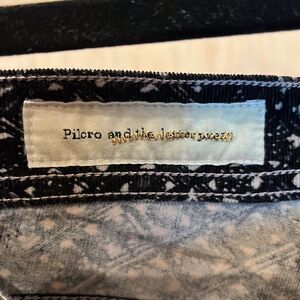 Pilcro and the letterpress